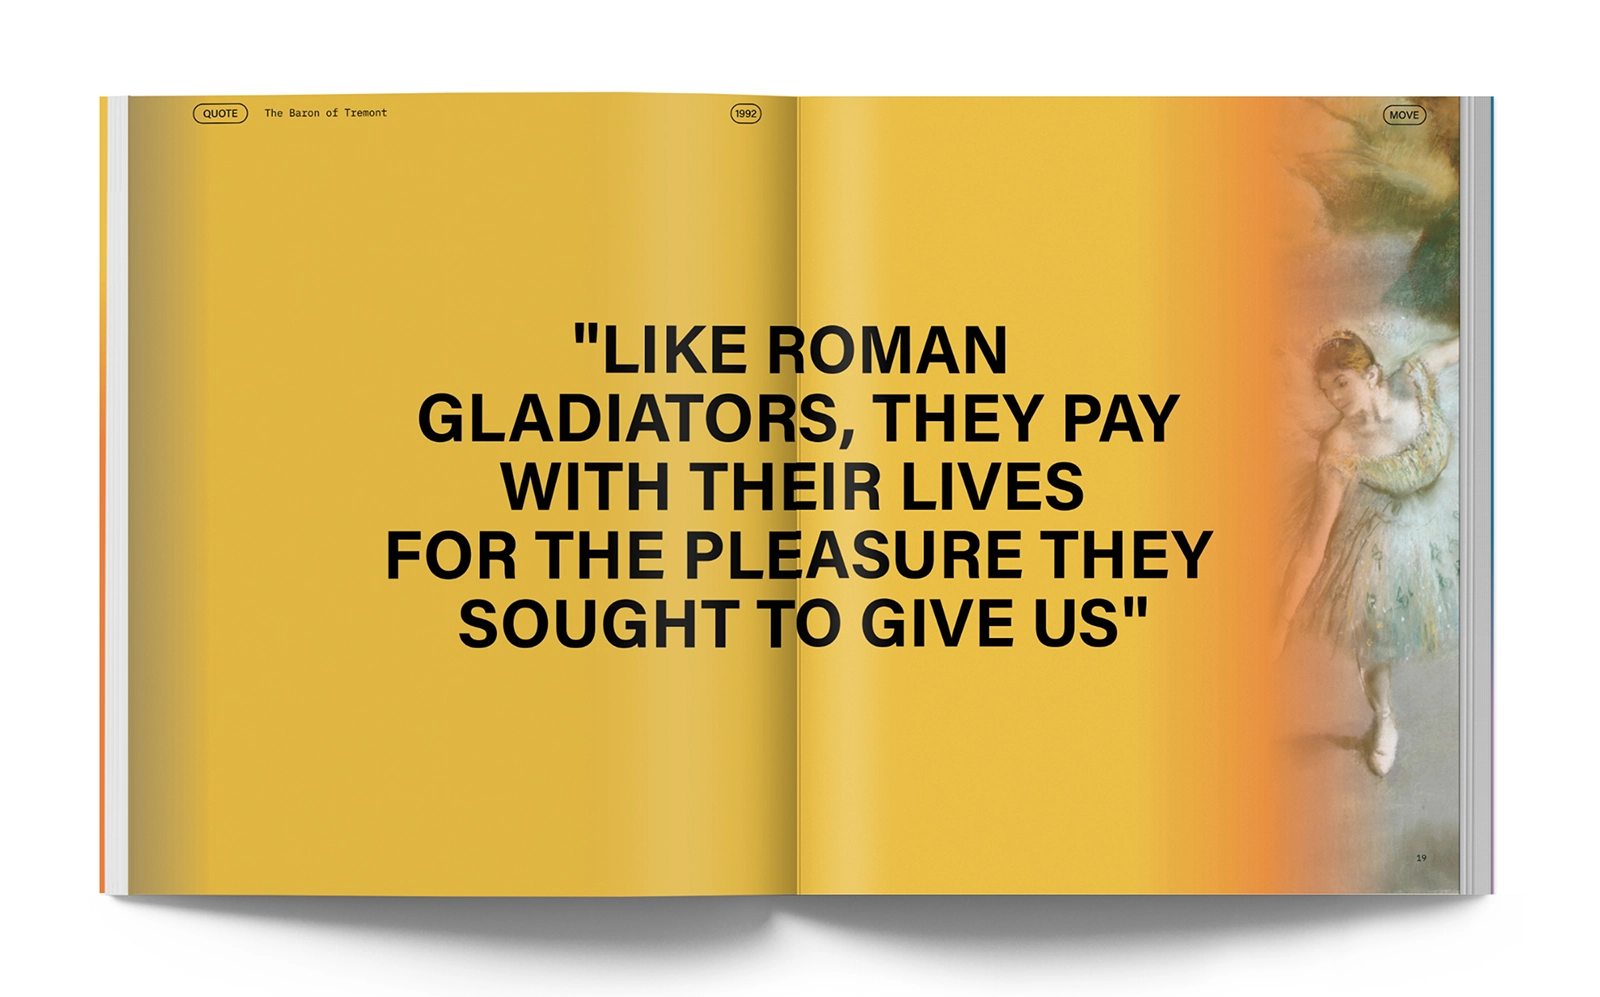 QUOTE The Baron of Tremont
1992
MOVE
"LIKE ROMAN
GLADIATORS, THEY PAY
WITH THEIR LIVES
FOR THE PLEASURE THEY
SOUGHT TO GIVE US"
19